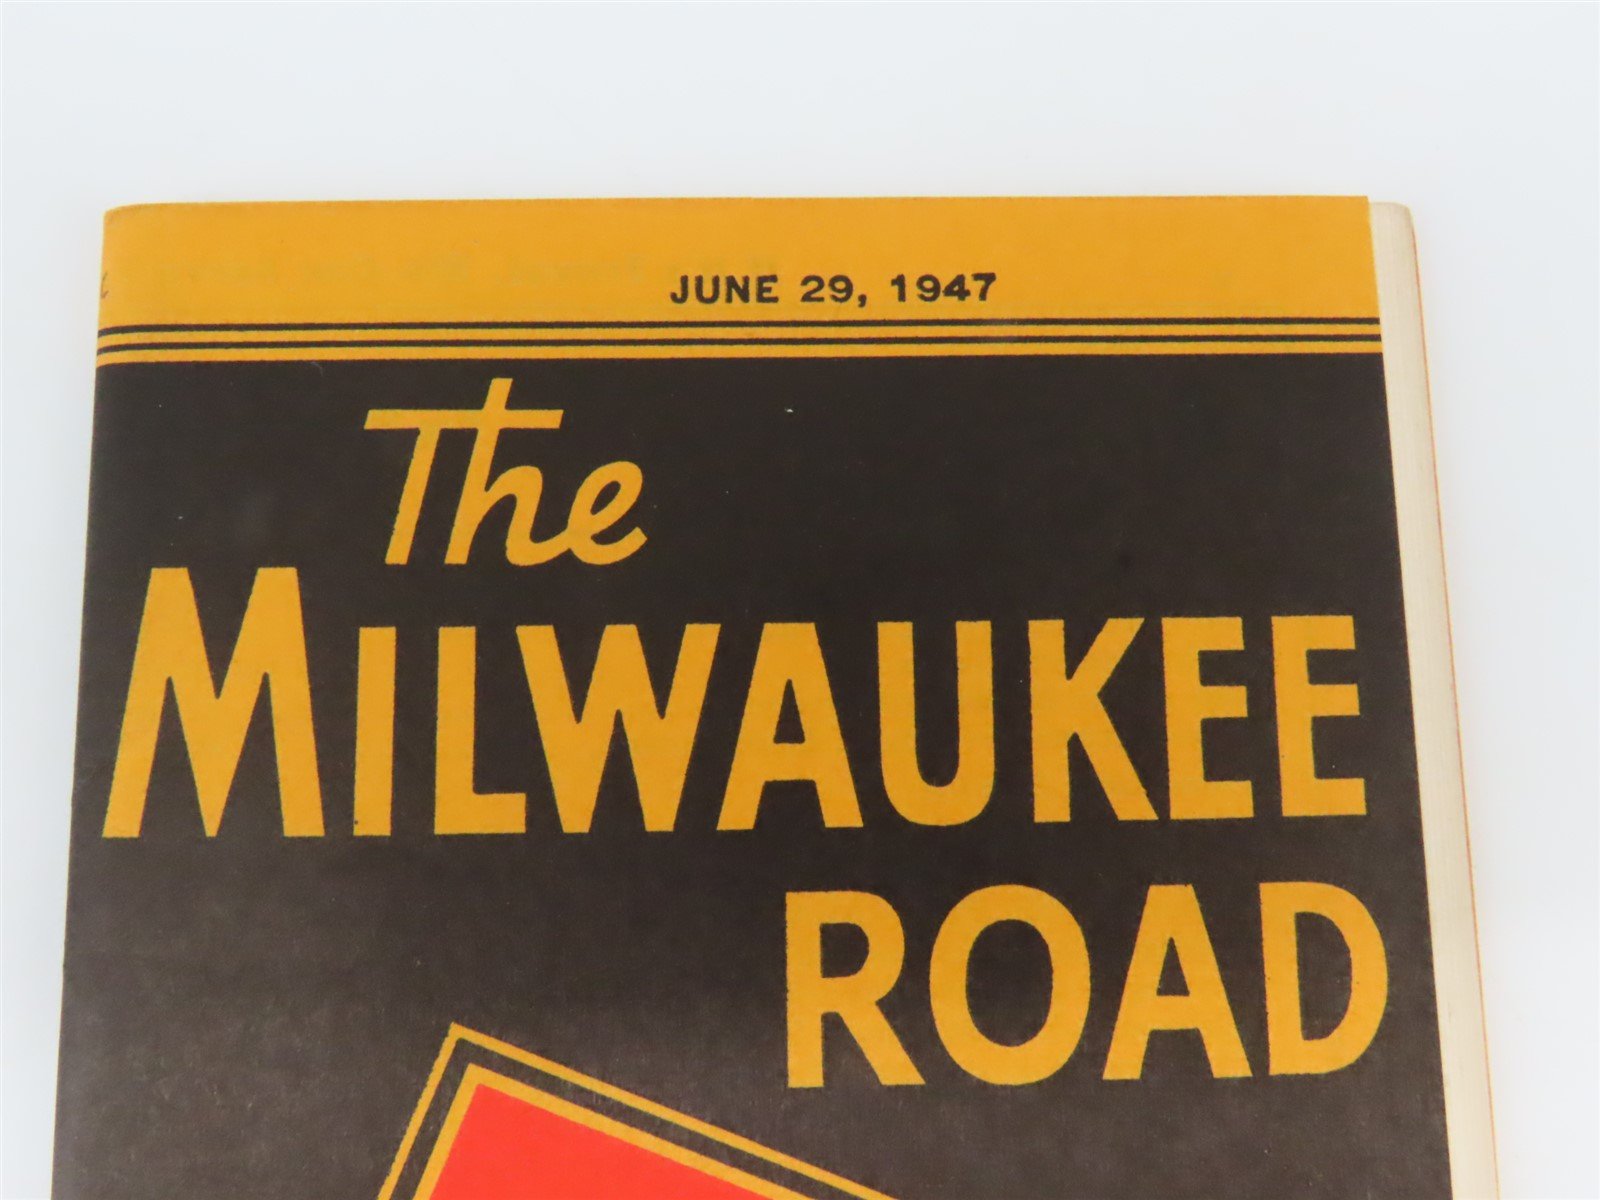 JUNE 29, 1947
The
MILWAUKEE
ROAD